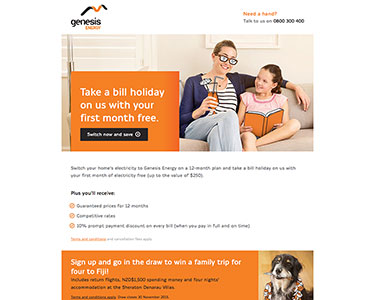 genesis
ENERGY
Need a hand?
Talk to us on 0800 300 400
Take a bill holiday
on us with your
first month free.
Switch now and save
Switch your home's electricity to Genesis Energy on a 12-month plan and take a bill holiday on us with
your first month of electricity free (up to the value of $250).
Plus you'll receive:
Guaranteed prices for 12 months
Competitive rates
10% prompt payment discount on every bill (when you pay in full and on time)
Terms and conditions and cancellation fees apply.
Sign up and go in the draw to win a family trip for
four to Fiji!
Includes return flights, NZD$1,500 spending money and four nights'
accommodation at the Sheraton Denarau Villas.
Terms and conditions apply. Draw closes 30 November 2015.